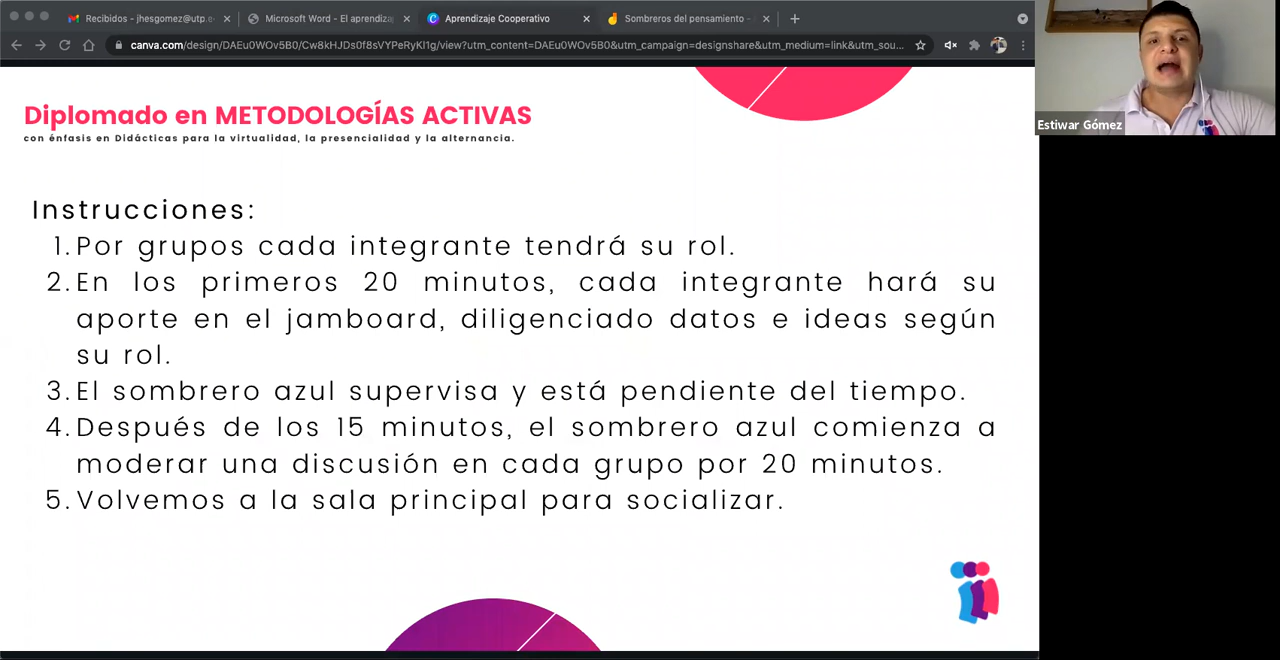 Recibidos - jhesgomez@utp.e
Microsoft Word - El aprendiza
Aprendizaje Cooperativo
Sombreros del pensamiento -
canva.com/design/DAEu0WOv5B0/Cw8kHJDs0f8sVYPeRyKl1g/view?utm_content=DAEu0WOv5B0&utm_campaign=designshare&utm_medium=link&utm_sou...
Estiwar Gómez
Diplomado en METODOLOGÍAS ACTIVAS
con énfasis en Didácticas para la virtualidad, la presencialidad y la alternancia.
Instrucciones:
1. Por grupos cada integrante tendrá su rol.
2. En los primeros 20 minutos, cada integrante hará su
aporte en el jamboard, diligenciado datos e ideas según
su rol.
3. El sombrero azul supervisa y está pendiente del tiempo.
4. Después de los 15 minutos, el sombrero azul comienza a
moderar una discusión en cada grupo por 20 minutos.
5. Volvemos a la sala principal para socializar.